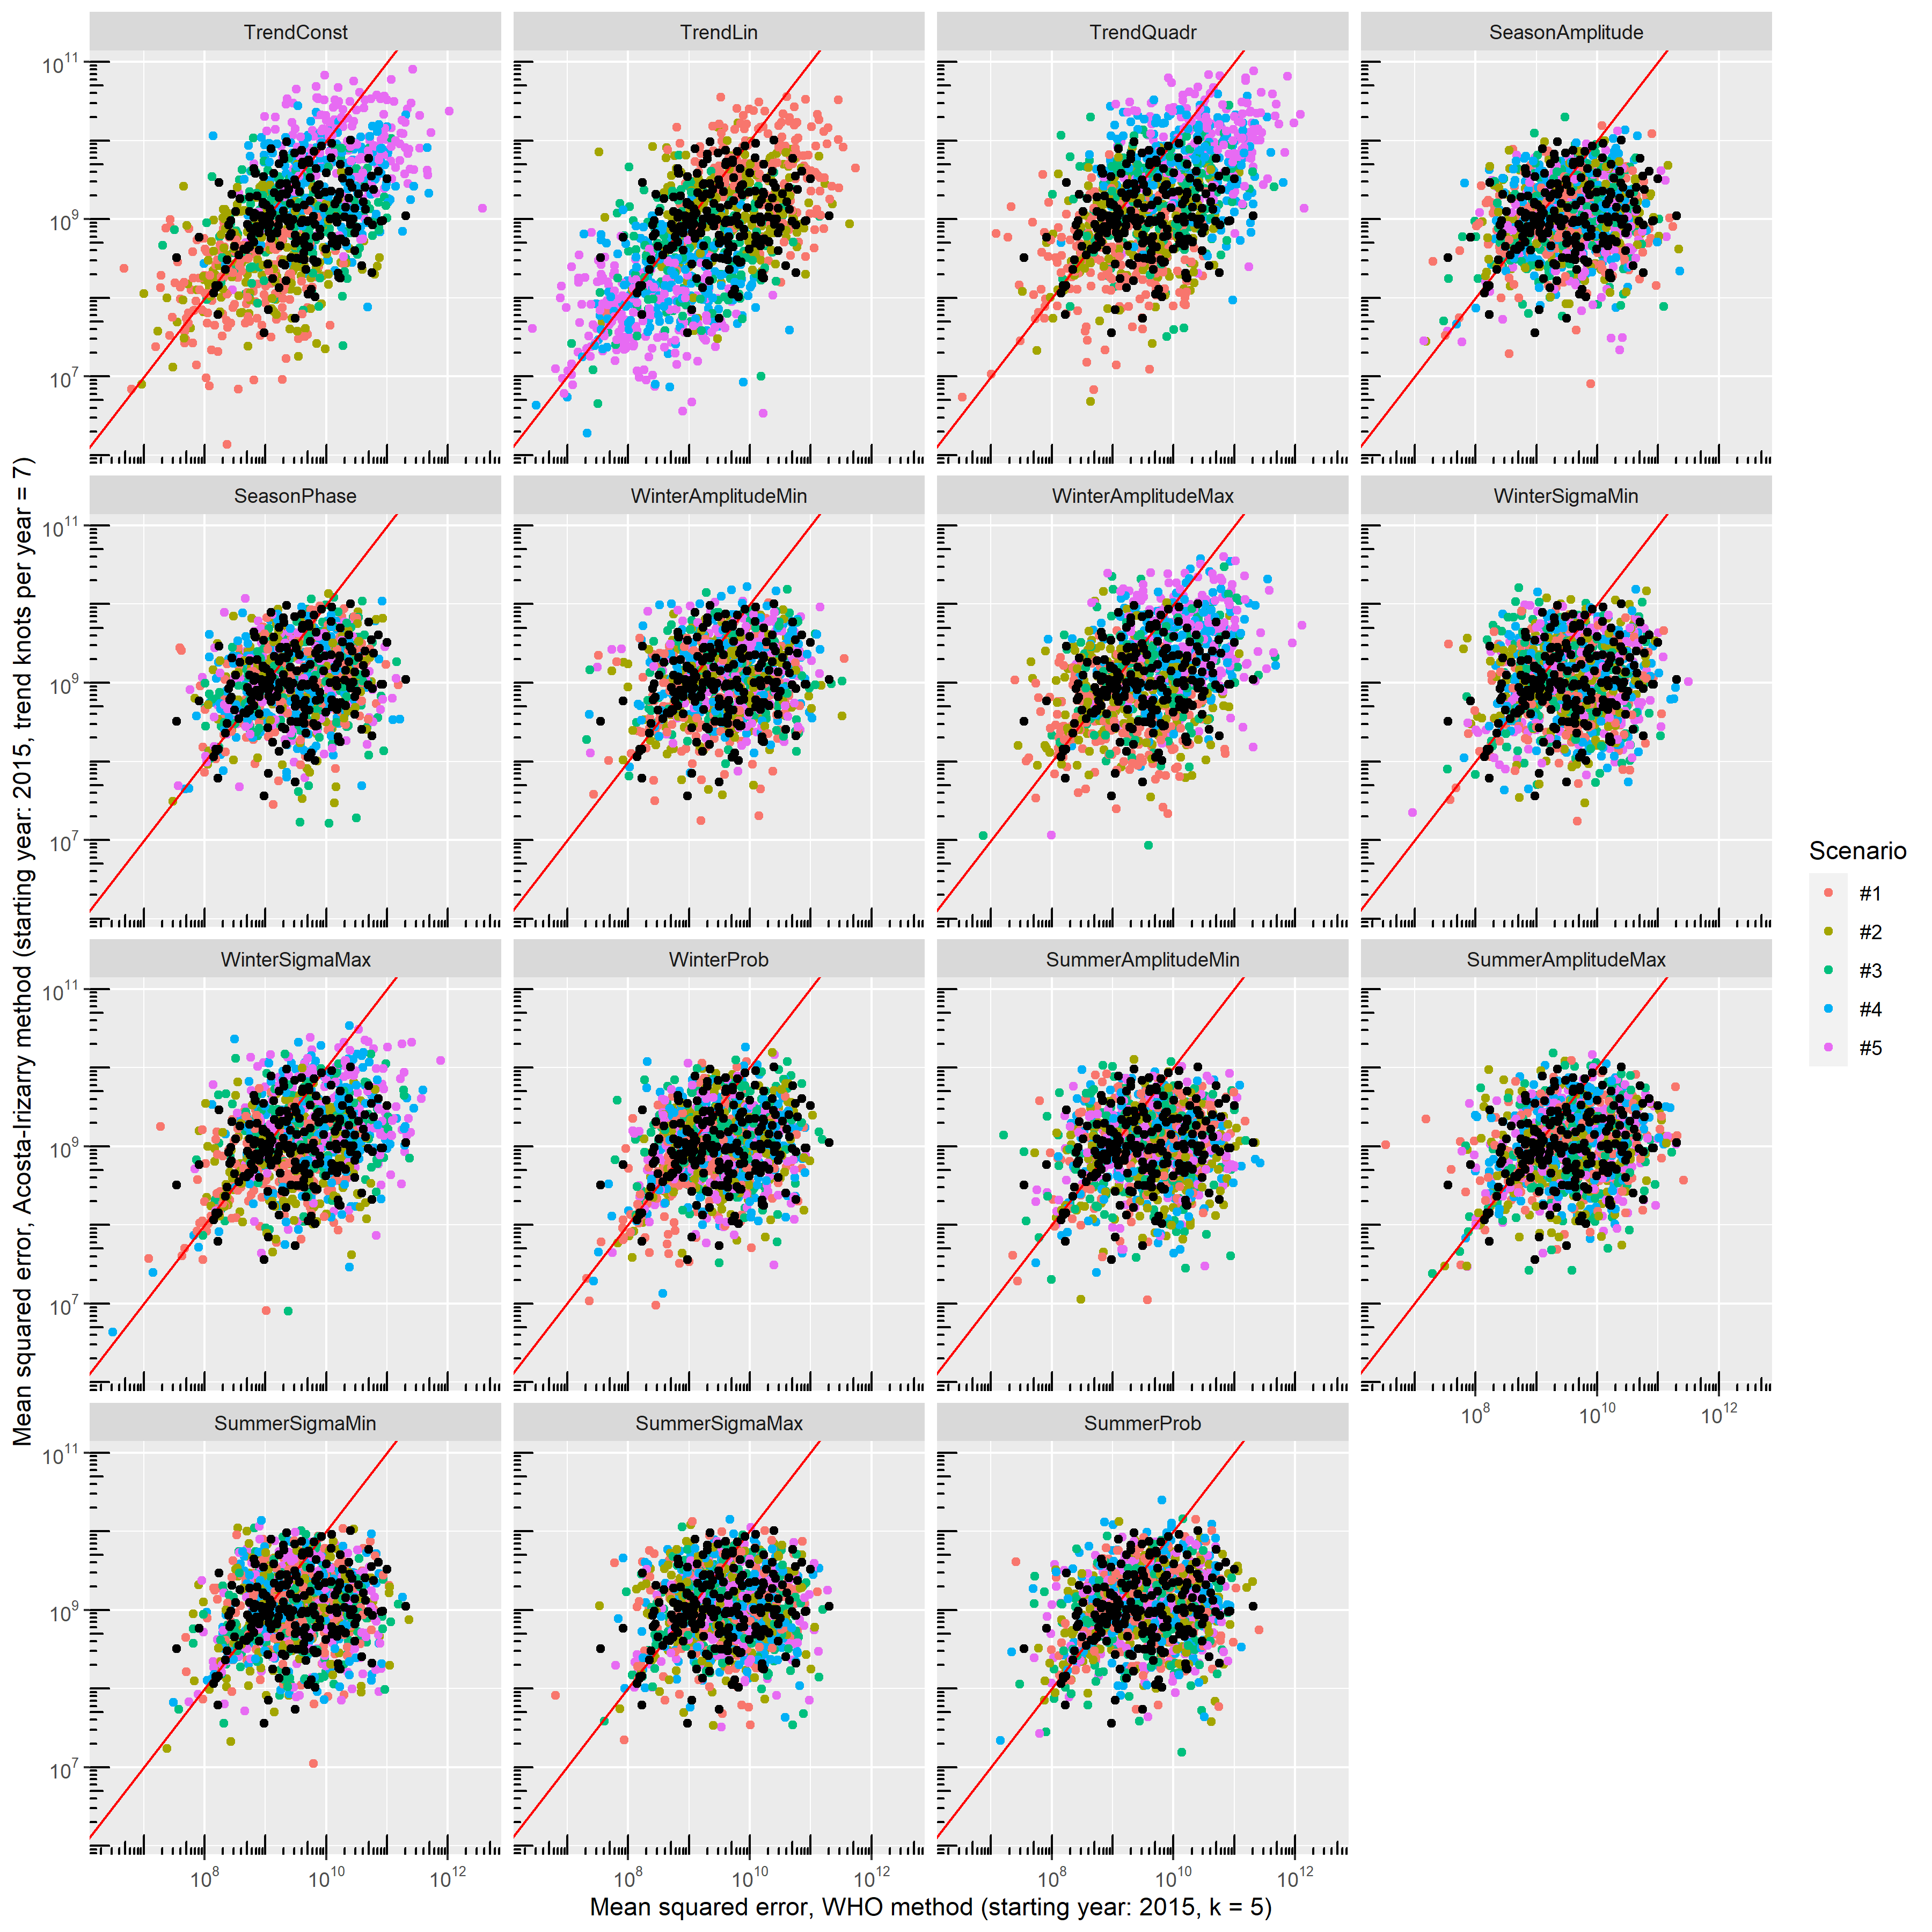 TrendConst
TrendLin
TrendQuadr
SeasonAmplitude
10^11
10^9
10^7
SeasonPhase
WinterAmplitudeMin
WinterAmplitudeMax
WinterSigmaMin
10^11
10^9
10^7
WinterSigmaMax
WinterProb
SummerAmplitudeMin
SummerAmplitudeMax
10^11
10^9
10^7
10^8 10^10 10^12
SummerSigmaMin
SummerSigmaMax
SummerProb
10^11
10^9
10^7
10^8 10^10 10^12
10^8 10^10 10^12
10^8 10^10 10^12
Mean squared error, WHO method (starting year: 2015, k = 5)
Mean squared error, Acosta-Irizarry method (starting year: 2015, trend knots per year = 7)
Scenario
#1
#2
#3
#4
#5